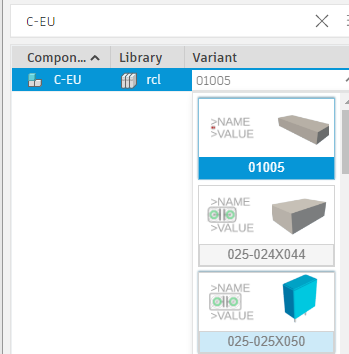 C-EU
Compon... Library Variant
C-EU rcl 01005
>NAME
>VALUE
01005
>NAME
>VALUE
025-024X044
>NAME
>VALUE
025-025X050